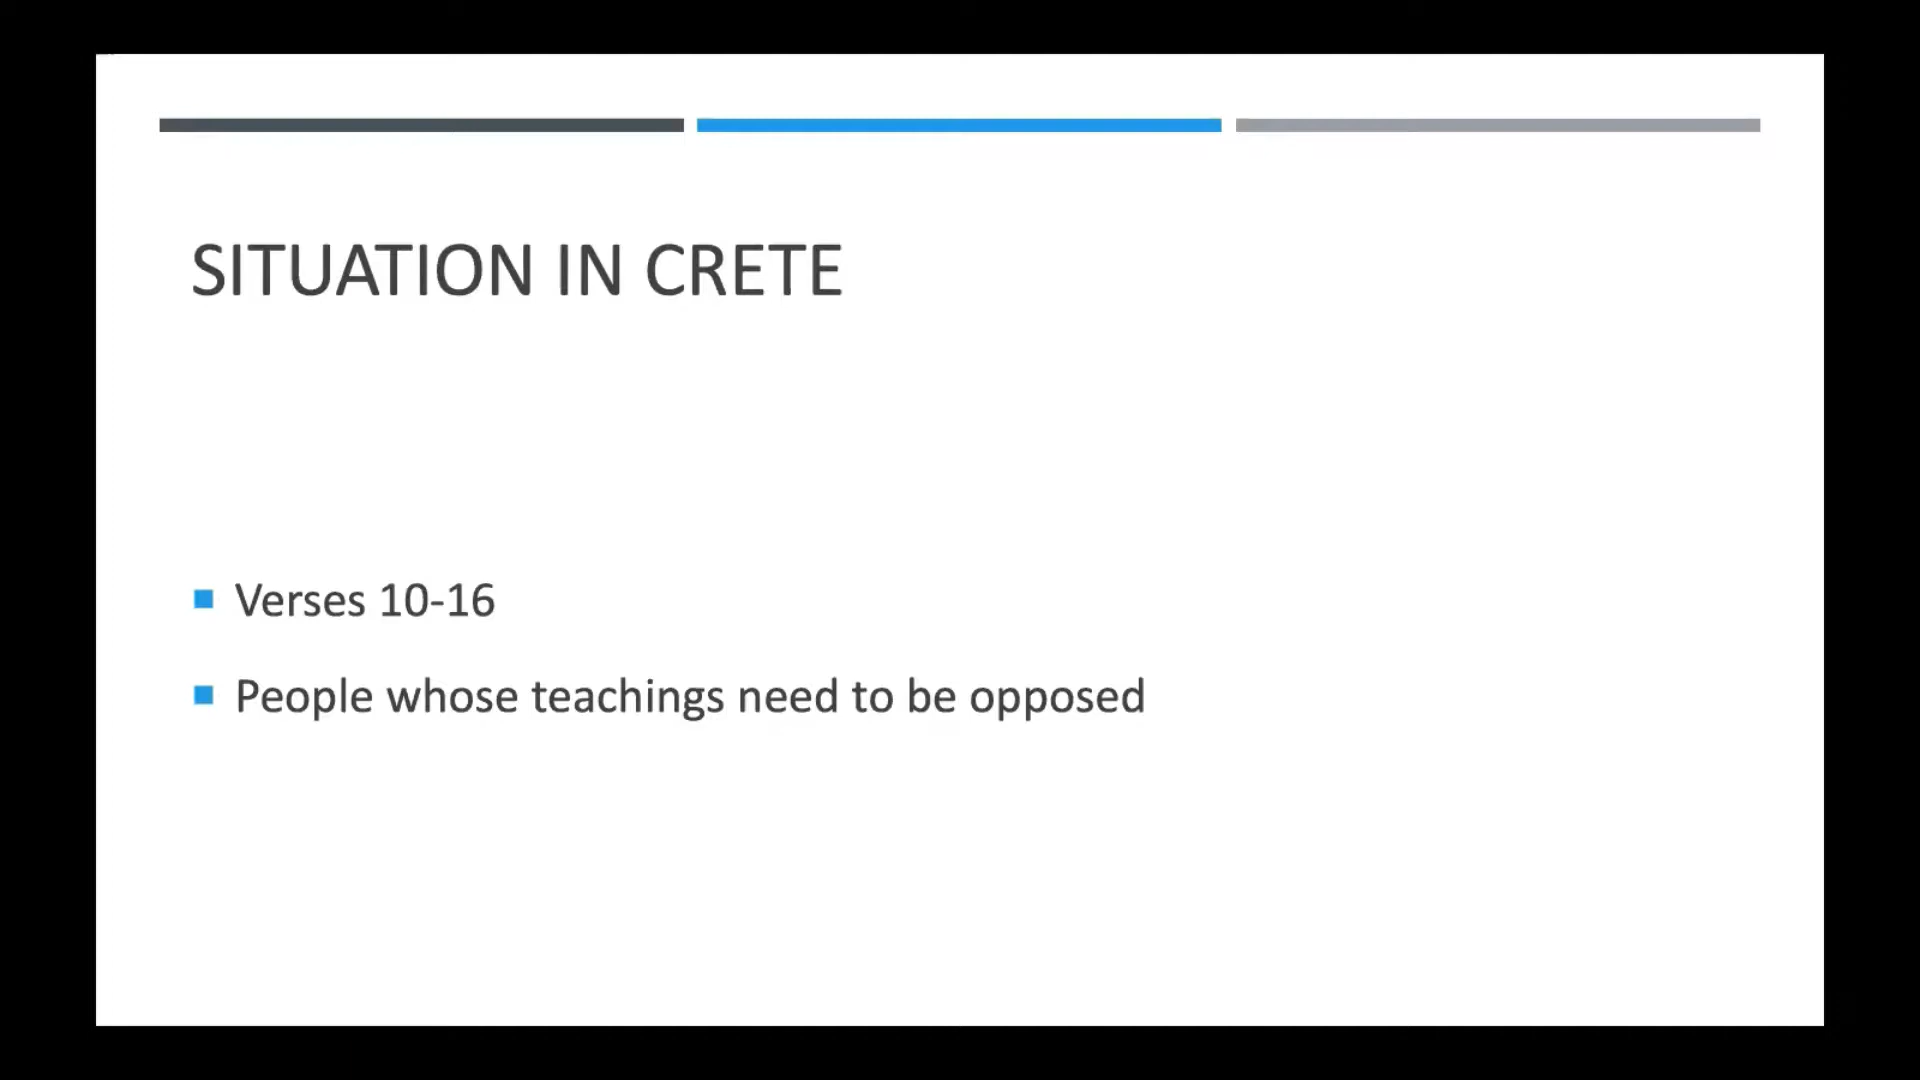 SITUATION IN CRETE
Verses 10-16
People whose teachings need to be opposed